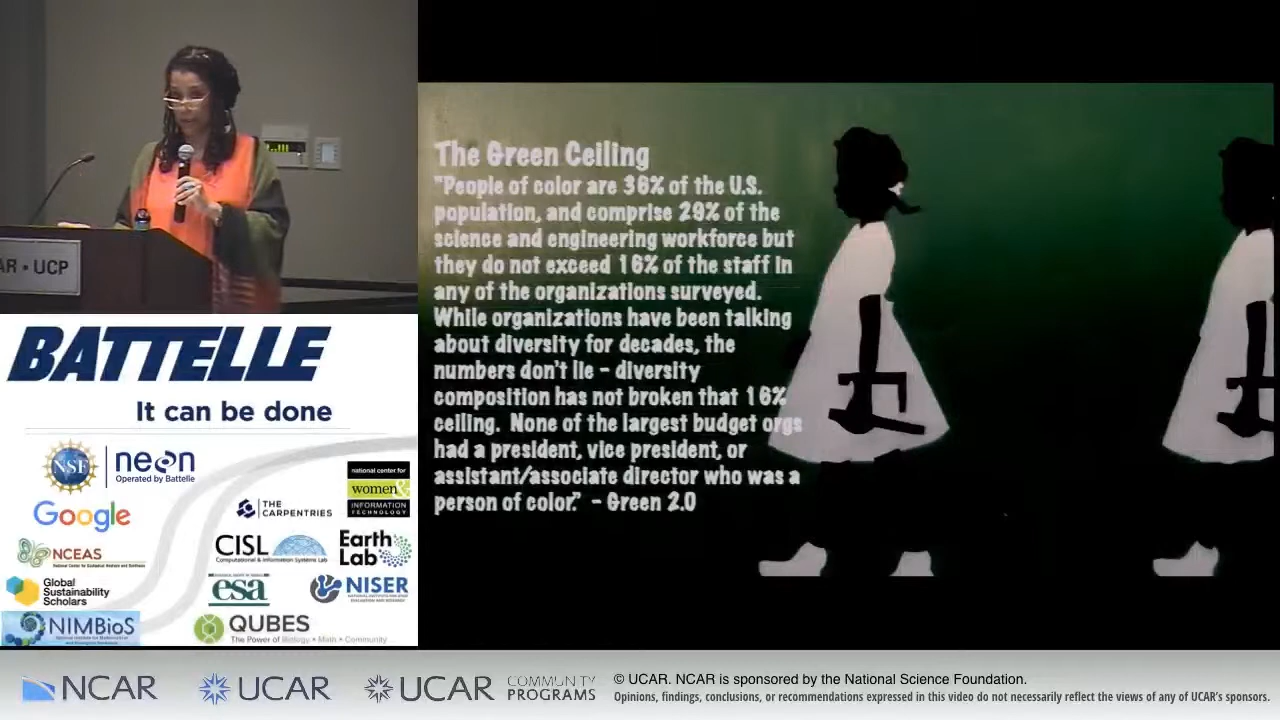 The Green Ceiling
"People of color are 36% of the U.S.
population, and comprise 29% of the
science and engineering workforce but
they do not exceed 16% of the staff in
any of the organizations surveyed.
While organizations have been talking
about diversity for decades, the
numbers don't lie – diversity
composition has not broken that 16%
ceiling. None of the largest budget orgs
had a president, vice president, or
assistant/associate director who was a
person of color." – Green 2.0
AR • UCP
BATTELLE
It can be done
NSF
neon
Operated by Battelle
national center for
women &
INFORMATION
TECHNOLOGY
Google
THE
CARPENTRIES
NCEAS
National Center for Ecological Analysis and Synthesis
CISL
Computational & Information Systems Lab
Earth
Lab
Global
Sustainability
Scholars
esa
NISER
NIMBioS
QUBES
The Power of Biology • Math • Community
NCAR
UCAR
UCAR
COMMUNITY
PROGRAMS
© UCAR. NCAR is sponsored by the National Science Foundation.
Opinions, findings, conclusions, or recommendations expressed in this video do not necessarily reflect the views of any of UCAR's sponsors.